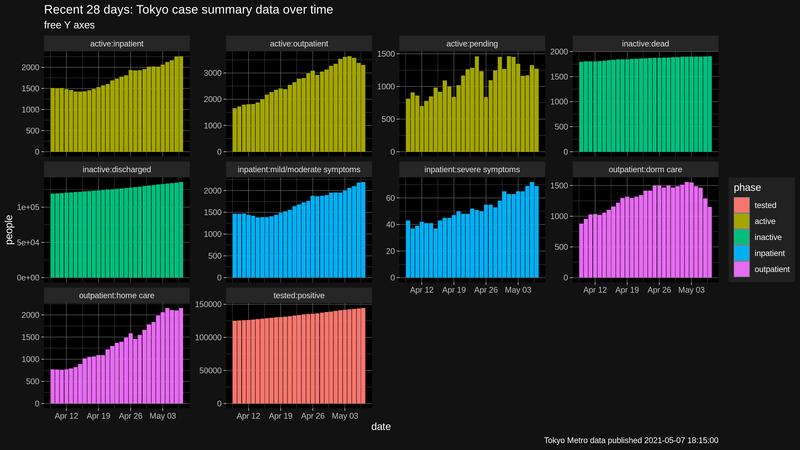 Recent 28 days: Tokyo case summary data over time
free Y axes
active:inpatient
active:outpatient
active:pending
inactive:dead
2000
1500
1000
500
0
3000
2000
1000
0
1500
1000
500
0
2000
1500
1000
500
0
inactive:discharged
inpatient:mild/moderate symptoms
inpatient:severe symptoms
outpatient:dorm care
1e+05
5e+04
0e+00
2000
1500
1000
500
0
60
40
20
0
1500
1000
500
0
Apr 12 Apr 19 Apr 26 May 03
Apr 12 Apr 19 Apr 26 May 03
outpatient:home care
tested:positive
2000
1500
1000
500
0
150000
100000
50000
0
Apr 12 Apr 19 Apr 26 May 03
Apr 12 Apr 19 Apr 26 May 03
people
date
phase
tested
active
inactive
inpatient
outpatient
Tokyo Metro data published 2021-05-07 18:15:00